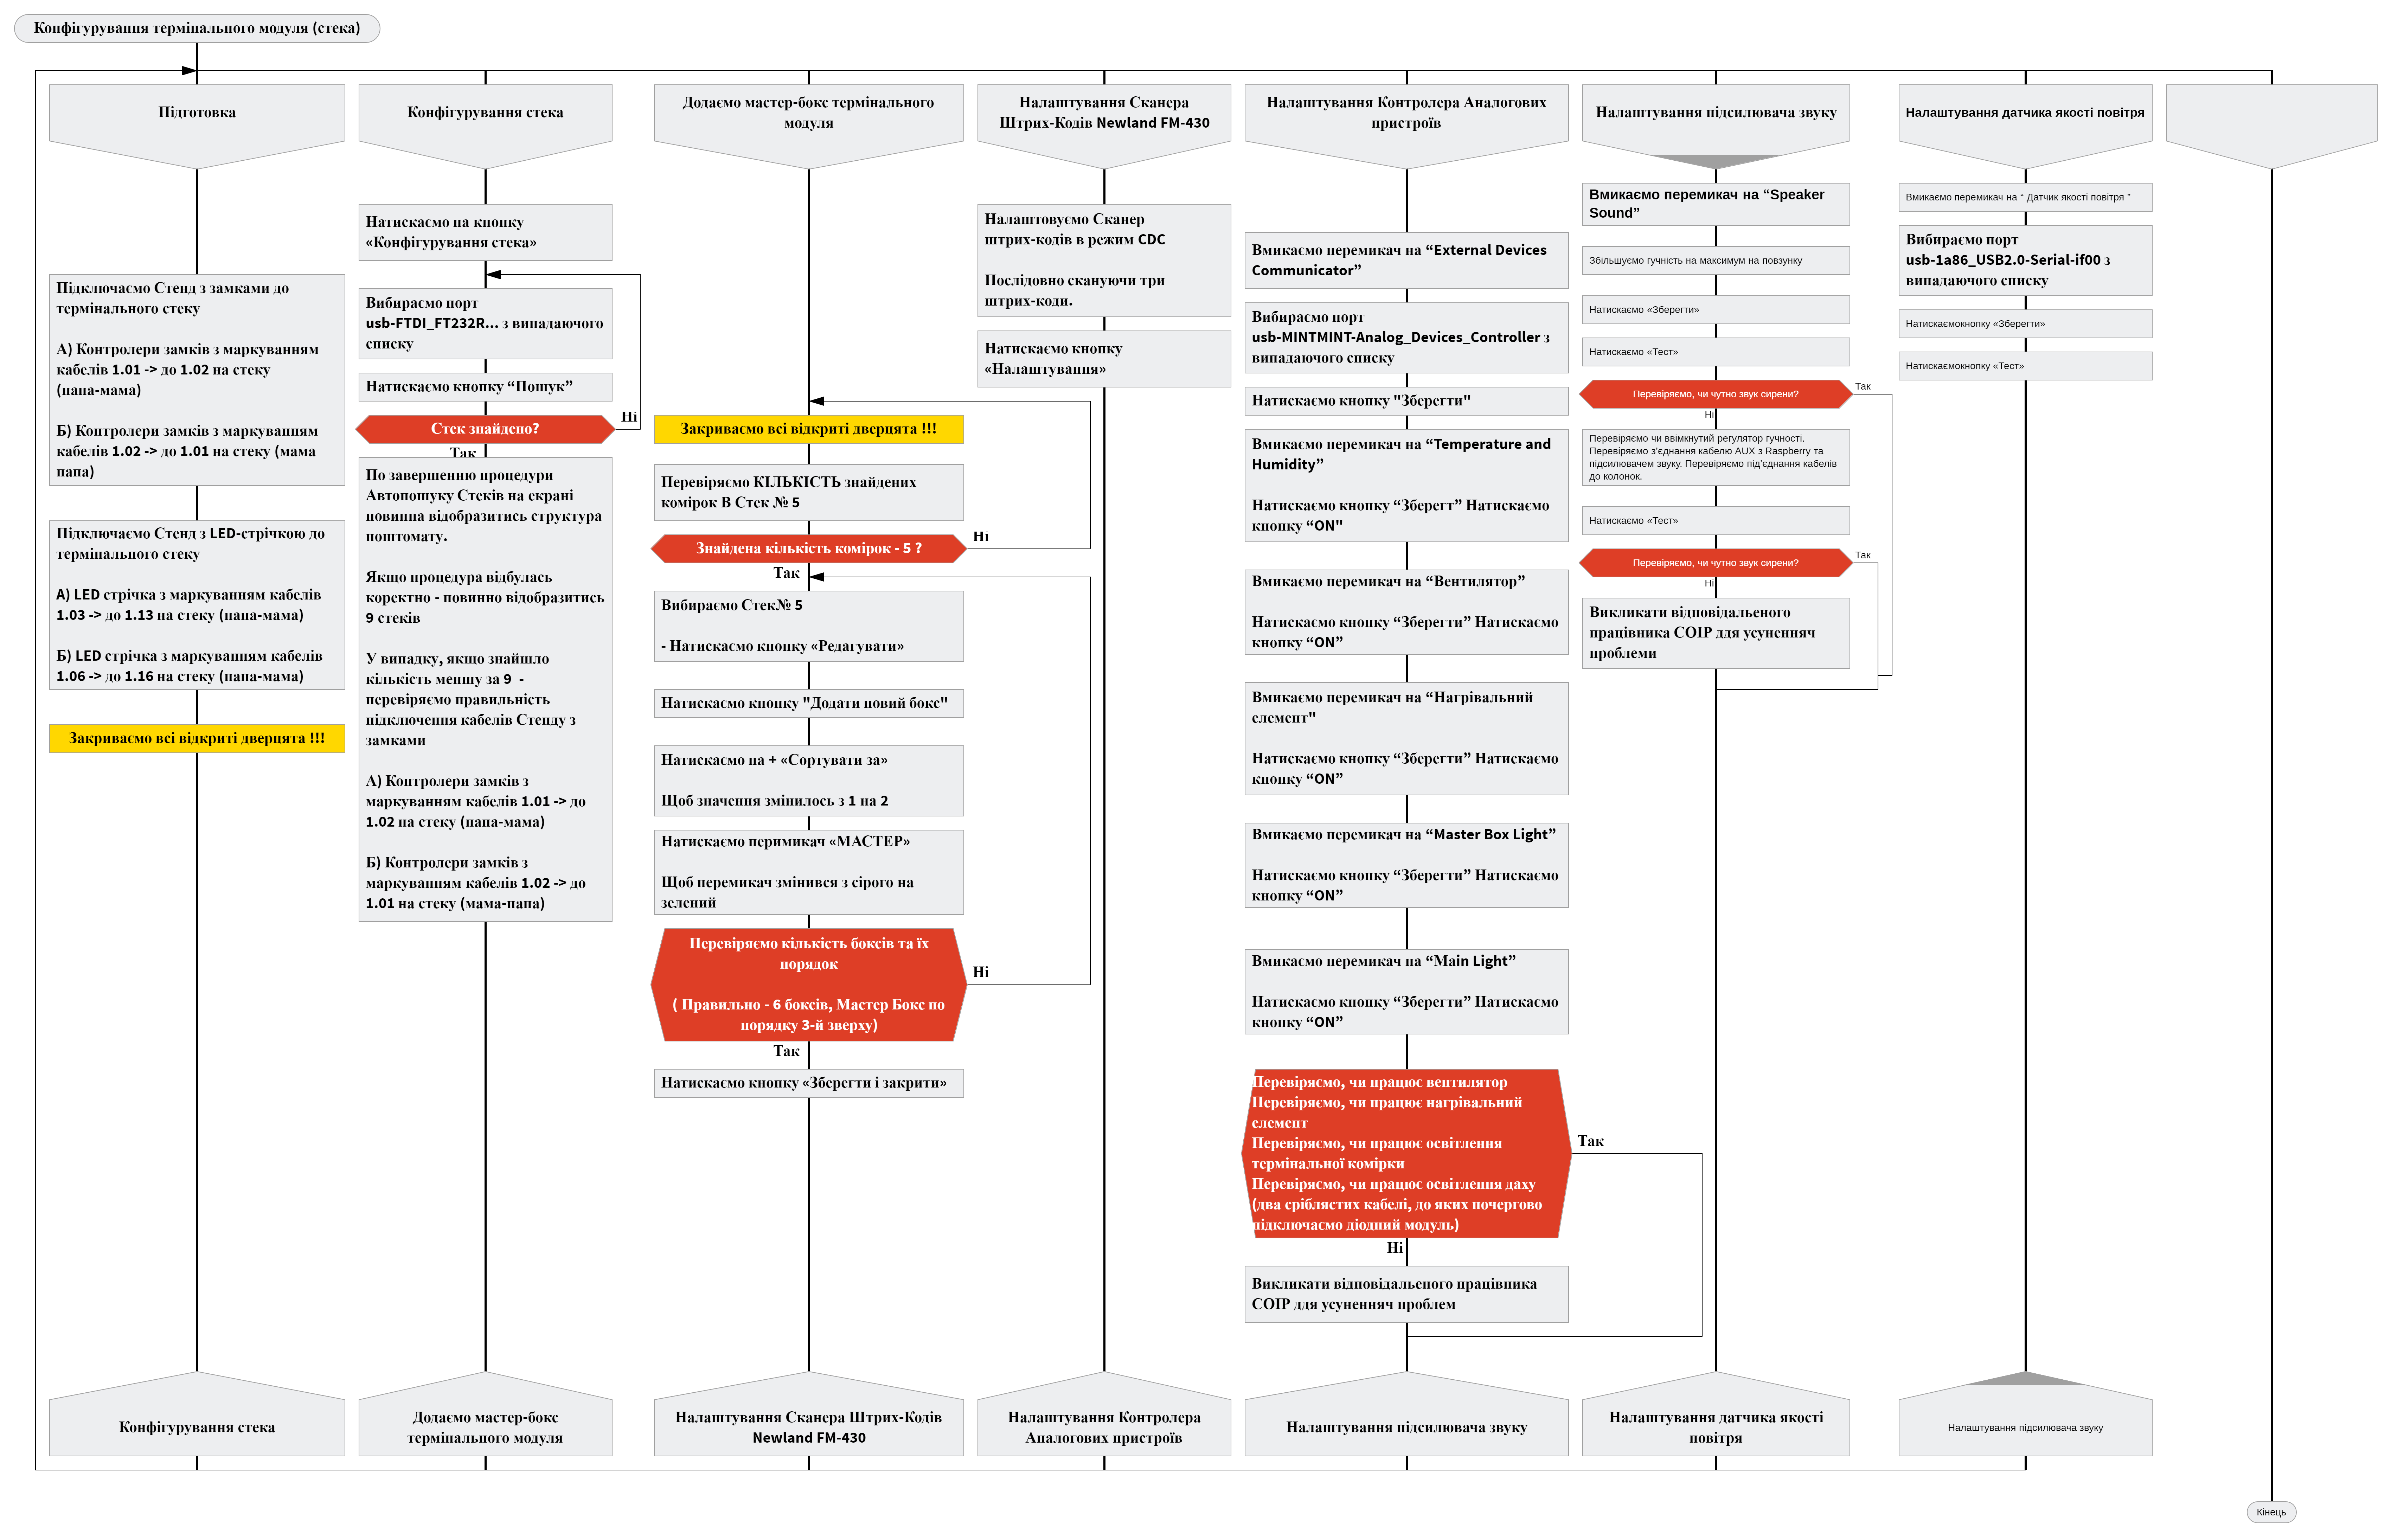 Конфігурування термінального модуля (стека)
Підготовка
Підключаємо Стенд з замками до
термінального стеку
А) Контролери замків з маркуванням
кабелів 1.01 -> до 1.02 на стеку
(папа-мама)
Б) Контролери замків з маркуванням
кабелів 1.02 -> до 1.01 на стеку (мама
папа)
Підключаємо Стенд з LED-стрічкою до
термінального стеку
А) LED стрічка з маркуванням кабелів
1.03 -> до 1.13 на стеку (папа-мама)
Б) LED стрічка з маркуванням кабелів
1.06 -> до 1.16 на стеку (папа-мама)
Закриваємо всі відкриті дверцята !!!
Конфігурування стека
Конфігурування стека
Натискаємо на кнопку
«Конфігурування стека»
Вибираємо порт
usb-FTDI_FT232R... з випадаючого
списку
Натискаємо кнопку “Пошук”
Стек знайдено?
Ні
Так
По завершенню процедури
Автопошуку Стеків на екрані
повинна відобразитись структура
поштомату.
Якщо процедура відбулась
коректно - повинно відобразитись
9 стеків
У випадку, якщо знайшло
кількість меншу за 9 -
перевіряємо правильність
підключення кабелів Стенду з
замками
А) Контролери замків з
маркуванням кабелів 1.01 -> до
1.02 на стеку (папа-мама)
Б) Контролери замків з
маркуванням кабелів 1.02 -> до
1.01 на стеку (мама-папа)
Додаємо мастер-бокс
термінального модуля
Додаємо мастер-бокс термінального
модуля
Закриваємо всі відкриті дверцята !!!
Перевіряємо КІЛЬКІСТЬ знайдених
комірок В Стек № 5
Знайдена кількість комірок - 5 ?
Ні
Так
Вибираємо Стек№ 5
- Натискаємо кнопку «Редагувати»
Натискаємо кнопку "Додати новий бокс"
Натискаємо на + «Сортувати за»
Щоб значення змінилось з 1 на 2
Натискаємо перимикач «МАСТЕР»
Щоб перемикач змінився з сірого на
зелений
Перевіряємо кількість боксів та їх
порядок
( Правильно - 6 боксів, Мастер Бокс по
порядку 3-й зверху)
Ні
Так
Натискаємо кнопку «Зберегти і закрити»
Налаштування Сканера Штрих-Кодів
Newland FM-430
Налаштування Сканера
Штрих-Кодів Newland FM-430
Налаштовуємо Сканер
штрих-кодів в режим CDC
Послідовно скануючи три
штрих-коди.
Натискаємо кнопку
«Налаштування»
Налаштування Контролера
Аналогових пристроїв
Налаштування Контролера Аналогових
пристроїв
Вмикаємо перемикач на “External Devices
Communicator”
Вибираємо порт
usb-MINTMINT-Analog_Devices_Controller з
випадаючого списку
Натискаємо кнопку "Зберегти"
Вмикаємо перемикач на “Temperature and
Humidity”
Натискаємо кнопку “Зберегт” Натискаємо
кнопку “ON"
Вмикаємо перемикач на “Вентилятор”
Натискаємо кнопку “Зберегти” Натискаємо
кнопку “ON”
Вмикаємо перемикач на “Нагрівальний
елемент"
Натискаємо кнопку “Зберегти” Натискаємо
кнопку “ON”
Вмикаємо перемикач на “Master Box Light”
Натискаємо кнопку “Зберегти” Натискаємо
кнопку “ON”
Вмикаємо перемикач на “Main Light”
Натискаємо кнопку “Зберегти” Натискаємо
кнопку “ON”
Перевіряємо, чи працює вентилятор
Перевіряємо, чи працює нагрівальний
елемент
Перевіряємо, чи працює освітлення
термінальної комірки
Перевіряємо, чи працює освітлення даху
(два сріблястих кабелі, до яких почергово
підключаємо діодний модуль)
Так
Ні
Викликати відповідальеного працівника
СОІР ддя усуненняч проблем
Налаштування підсилювача звуку
Налаштування підсилювача звуку
Вмикаємо перемикач на “Speaker
Sound”
Збільшуємо гучність на максимум на повзунку
Натискаємо «Зберегти»
Натискаємо «Тест»
Перевіряємо, чи чутно звук сирени?
Так
Ні
Перевіряємо чи ввімкнутий регулятор гучності.
Перевіряємо з’єднання кабелю AUX з Raspberry та
підсилювачем звуку. Перевіряємо під’єднання кабелів
до колонок.
Натискаємо «Тест»
Перевіряємо, чи чутно звук сирени?
Так
Ні
Викликати відповідальеного
працівника СОІР ддя усуненняч
проблеми
Налаштування датчика якості
повітря
Налаштування датчика якості повітря
Вмикаємо перемикач на “ Датчик якості повітря ”
Вибираємо порт
usb-1a86_USB2.0-Serial-if00 з
випадаючого списку
Натискаємокнопку «Зберегти»
Натискаємокнопку «Тест»
Налаштування підсилювача звуку
Кінець